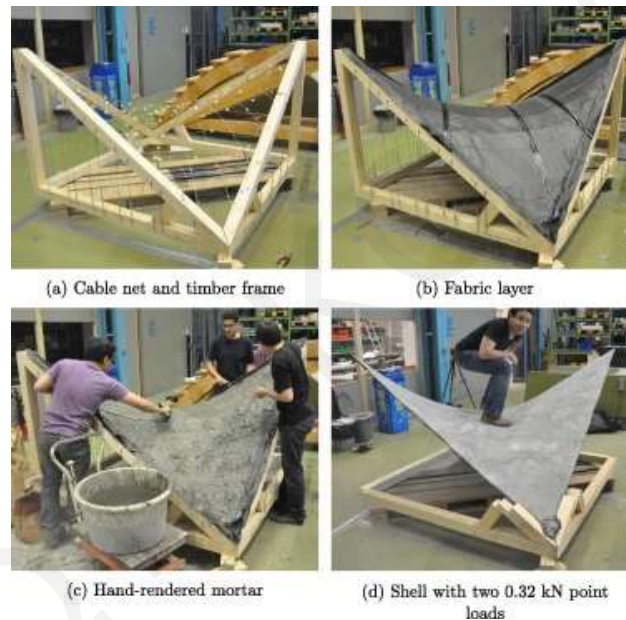 (a) Cable net and timber frame
(b) Fabric layer
(c) Hand-rendered mortar
(d) Shell with two 0.32 kN point
loads